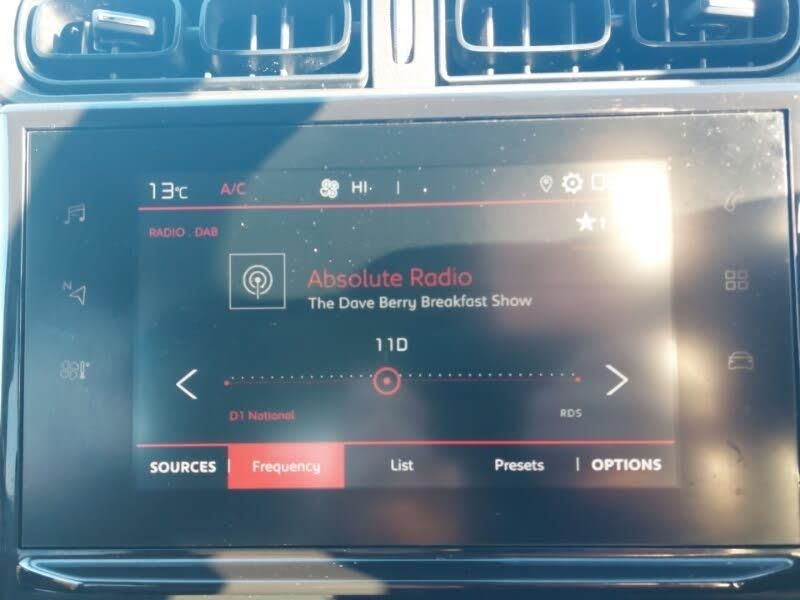 13°C A/C HI
RADIO . DAB
★1
Absolute Radio
The Dave Berry Breakfast Show
11D
D1 National RDS
SOURCES | Frequency List Presets | OPTIONS
N